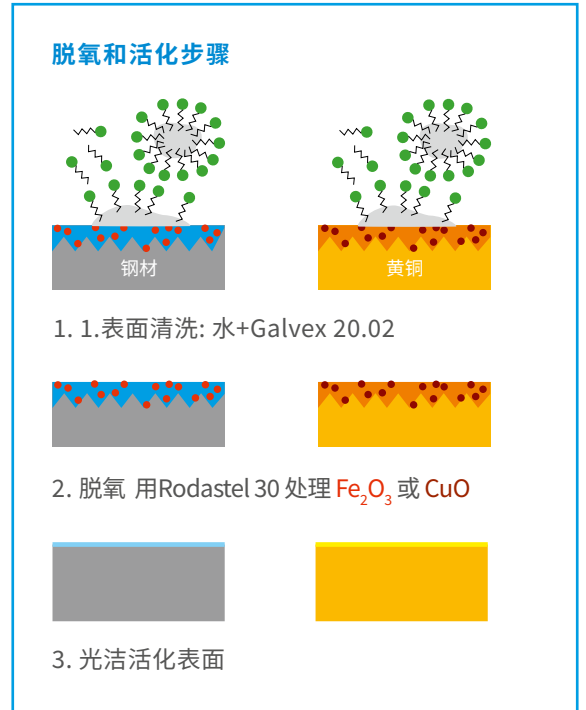 脱氧和活化步骤
钢材
黄铜
1. 1.表面清洗: 水+Galvex 20.02
2. 脱氧 用Rodastel 30 处理 Fe₂O₃ 或 CuO
3. 光洁活化表面